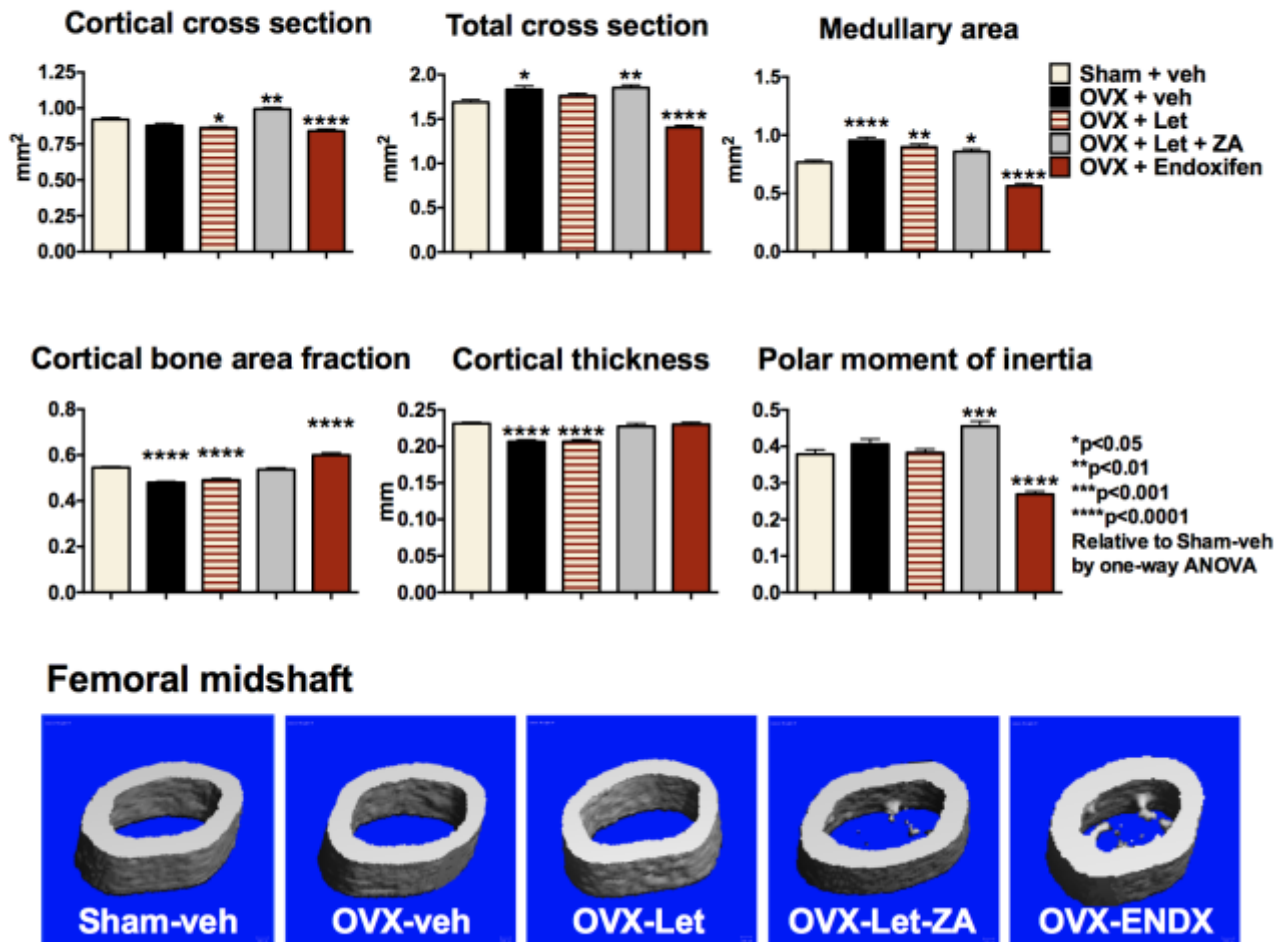 Cortical cross section
Total cross section
Medullary area
1.25
1.00
0.75
0.50
0.25
0.00
mm²
*
**
****
2.0
1.5
1.0
0.5
0.0
mm²
*
**
****
1.5
1.0
0.5
0.0
mm²
****
**
*
****
Sham + veh
OVX + veh
OVX + Let
OVX + Let + ZA
OVX + Endoxifen
Cortical bone area fraction
Cortical thickness
Polar moment of inertia
0.8
0.6
0.4
0.2
0.0
****
****
****
0.25
0.20
0.15
0.10
0.05
0.00
mm
****
****
0.5
0.4
0.3
0.2
0.1
0.0
***
****
*p<0.05
**p<0.01
***p<0.001
****p<0.0001
Relative to Sham-veh
by one-way ANOVA
Femoral midshaft
Sham-veh
OVX-veh
OVX-Let
OVX-Let-ZA
OVX-ENDX